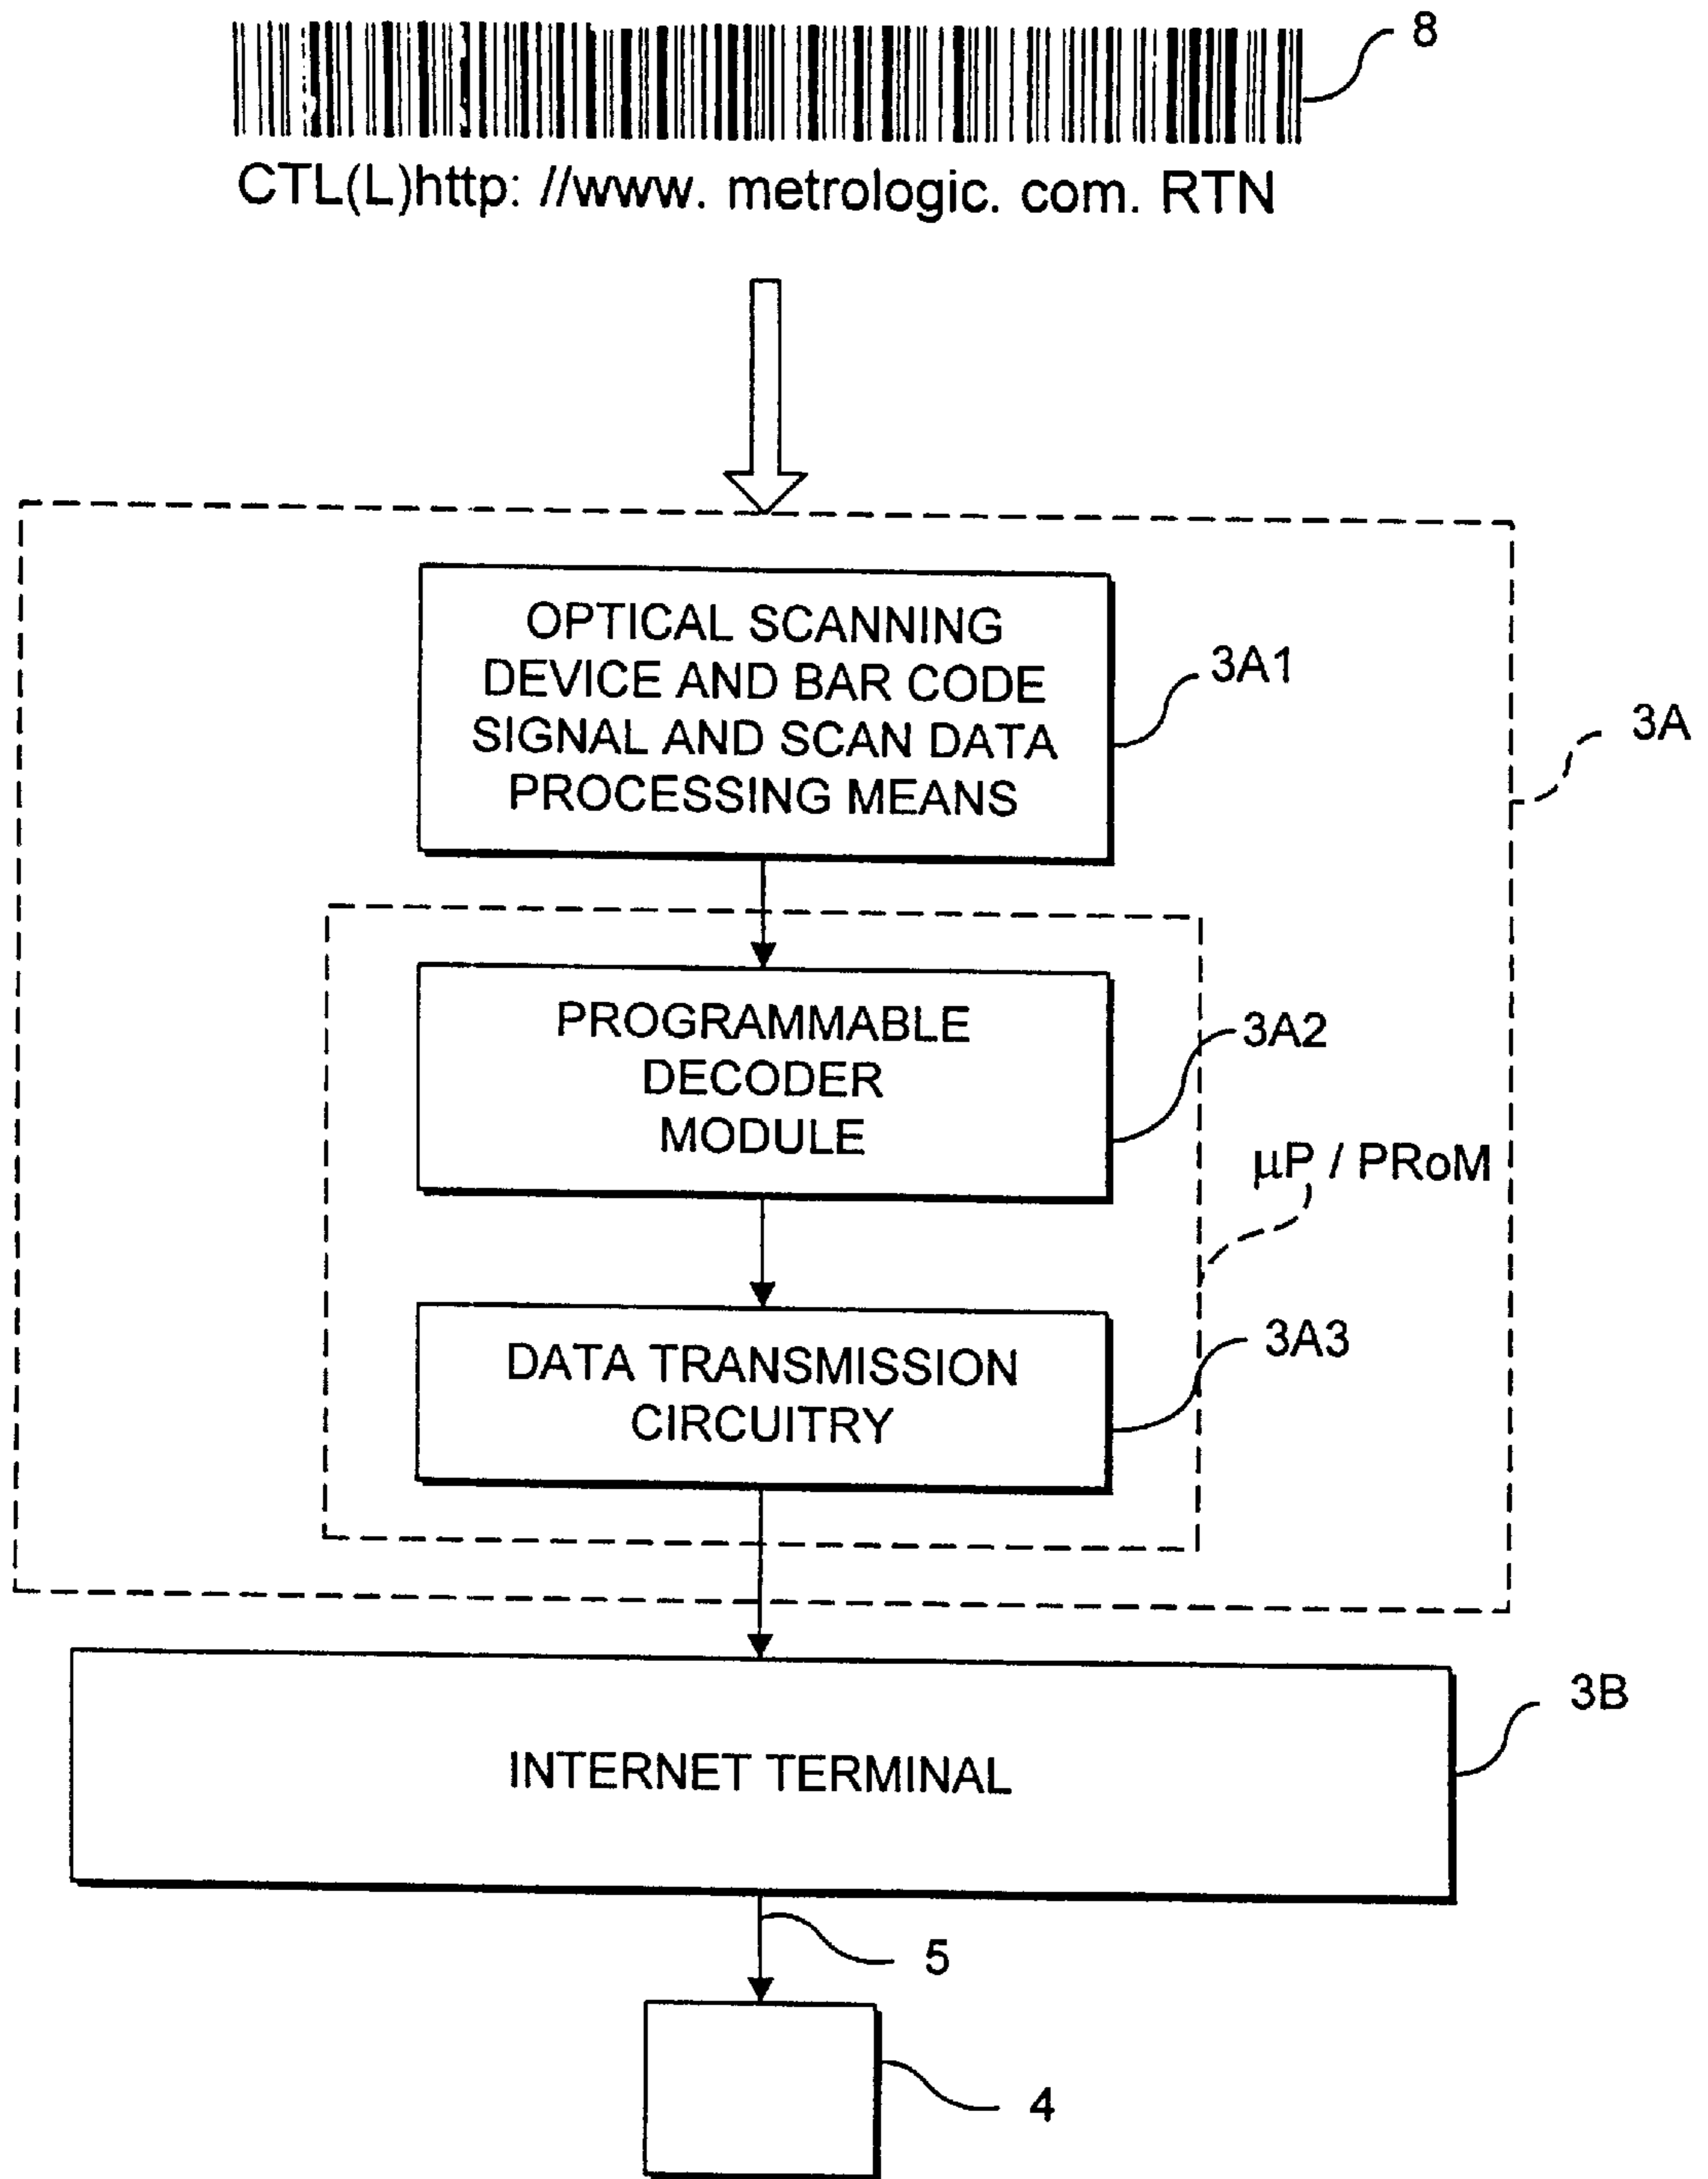 8
CTL(L)http: //www. metrologic. com. RTN
OPTICAL SCANNING
DEVICE AND BAR CODE
SIGNAL AND SCAN DATA
PROCESSING MEANS
3A1
3A
PROGRAMMABLE
DECODER
MODULE
3A2
µP / PRoM
DATA TRANSMISSION
CIRCUITRY
3A3
INTERNET TERMINAL
3B
5
4